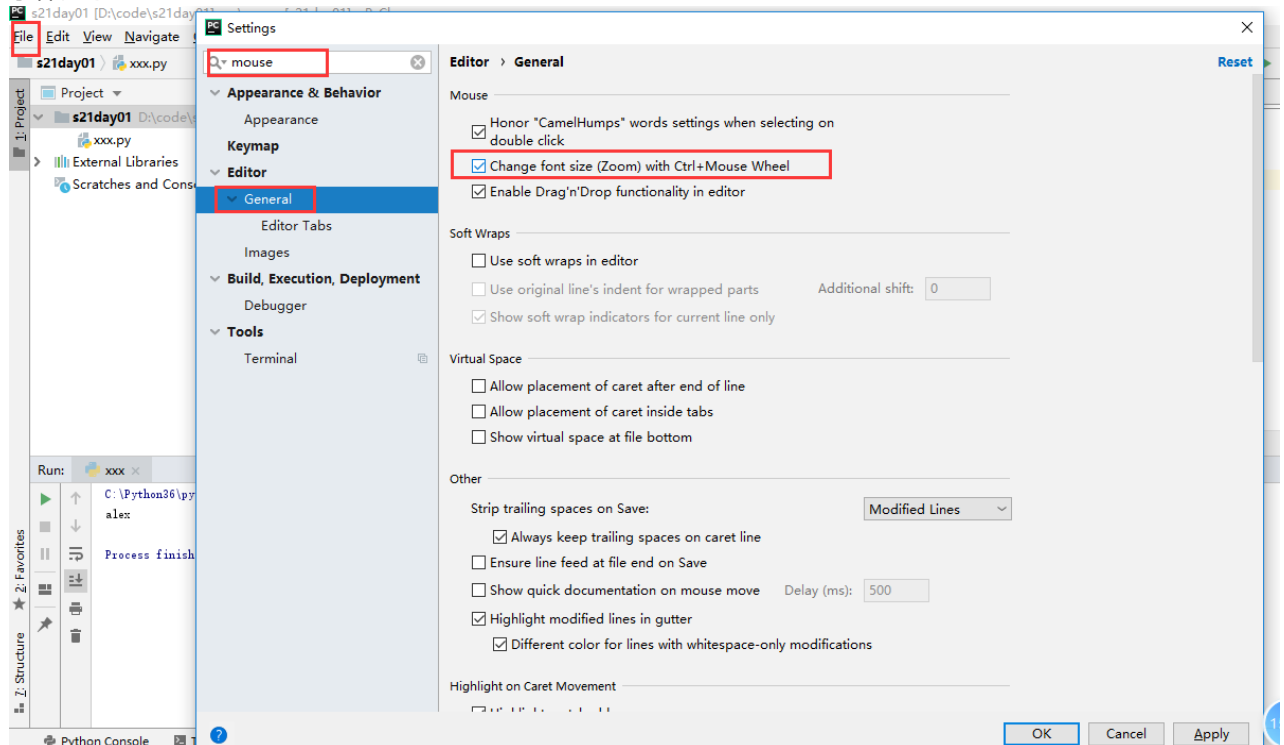 s21day01 [D:\code\s21day
Settings
File Edit View Navigate
s21day01 xxx.py
mouse
Editor › General
Reset
1: Project
Project
s21day01 D:\code\
xxx.py
External Libraries
Scratches and Cons
Appearance & Behavior
Appearance
Keymap
Editor
General
Editor Tabs
Images
Build, Execution, Deployment
Debugger
Tools
Terminal
Mouse
Honor "CamelHumps" words settings when selecting on
double click
Change font size (Zoom) with Ctrl+Mouse Wheel
Enable Drag'n'Drop functionality in editor
Soft Wraps
Use soft wraps in editor
Use original line's indent for wrapped parts Additional shift: 0
Show soft wrap indicators for current line only
Virtual Space
Allow placement of caret after end of line
Allow placement of caret inside tabs
Show virtual space at file bottom
Other
Strip trailing spaces on Save: Modified Lines
Always keep trailing spaces on caret line
Ensure line feed at file end on Save
Show quick documentation on mouse move Delay (ms): 500
Highlight modified lines in gutter
Different color for lines with whitespace-only modifications
Highlight on Caret Movement
Run: xxx
C:\Python36\py
alex
Process finish
2: Favorites
7: Structure
Python Console
OK Cancel Apply